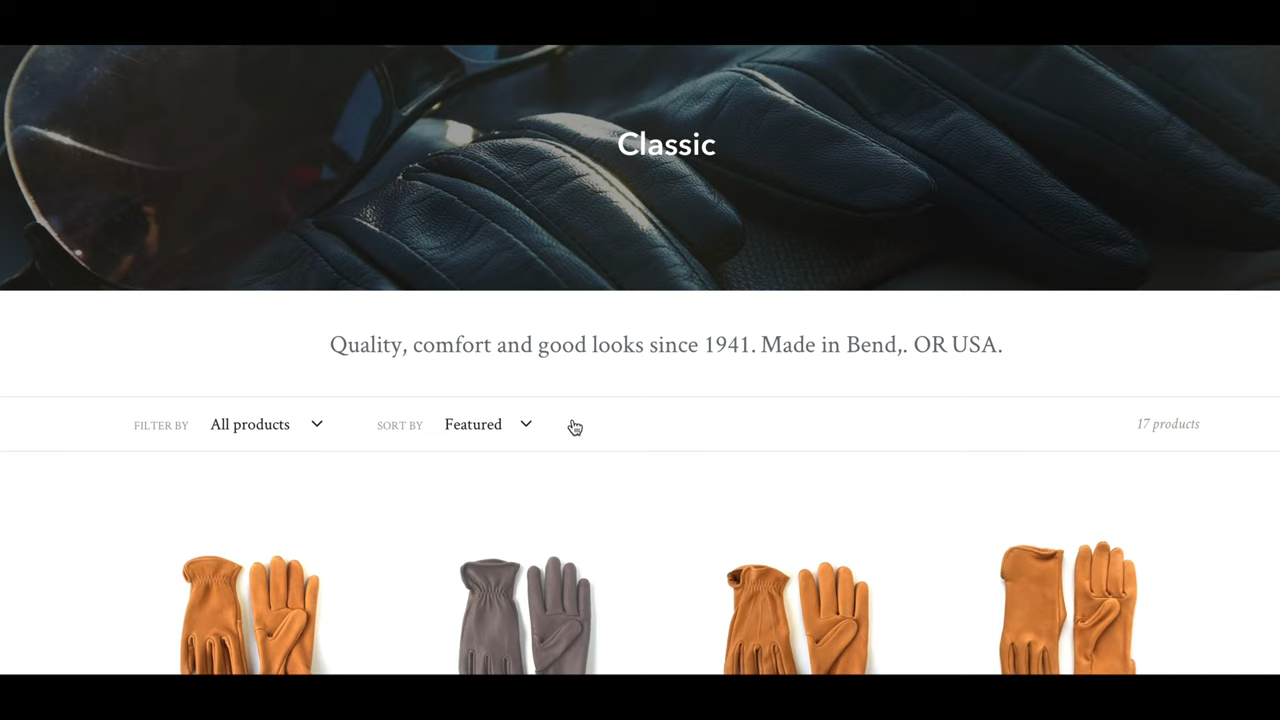 Classic
Quality, comfort and good looks since 1941. Made in Bend,. OR USA.
FILTER BY All products SORT BY Featured 17 products